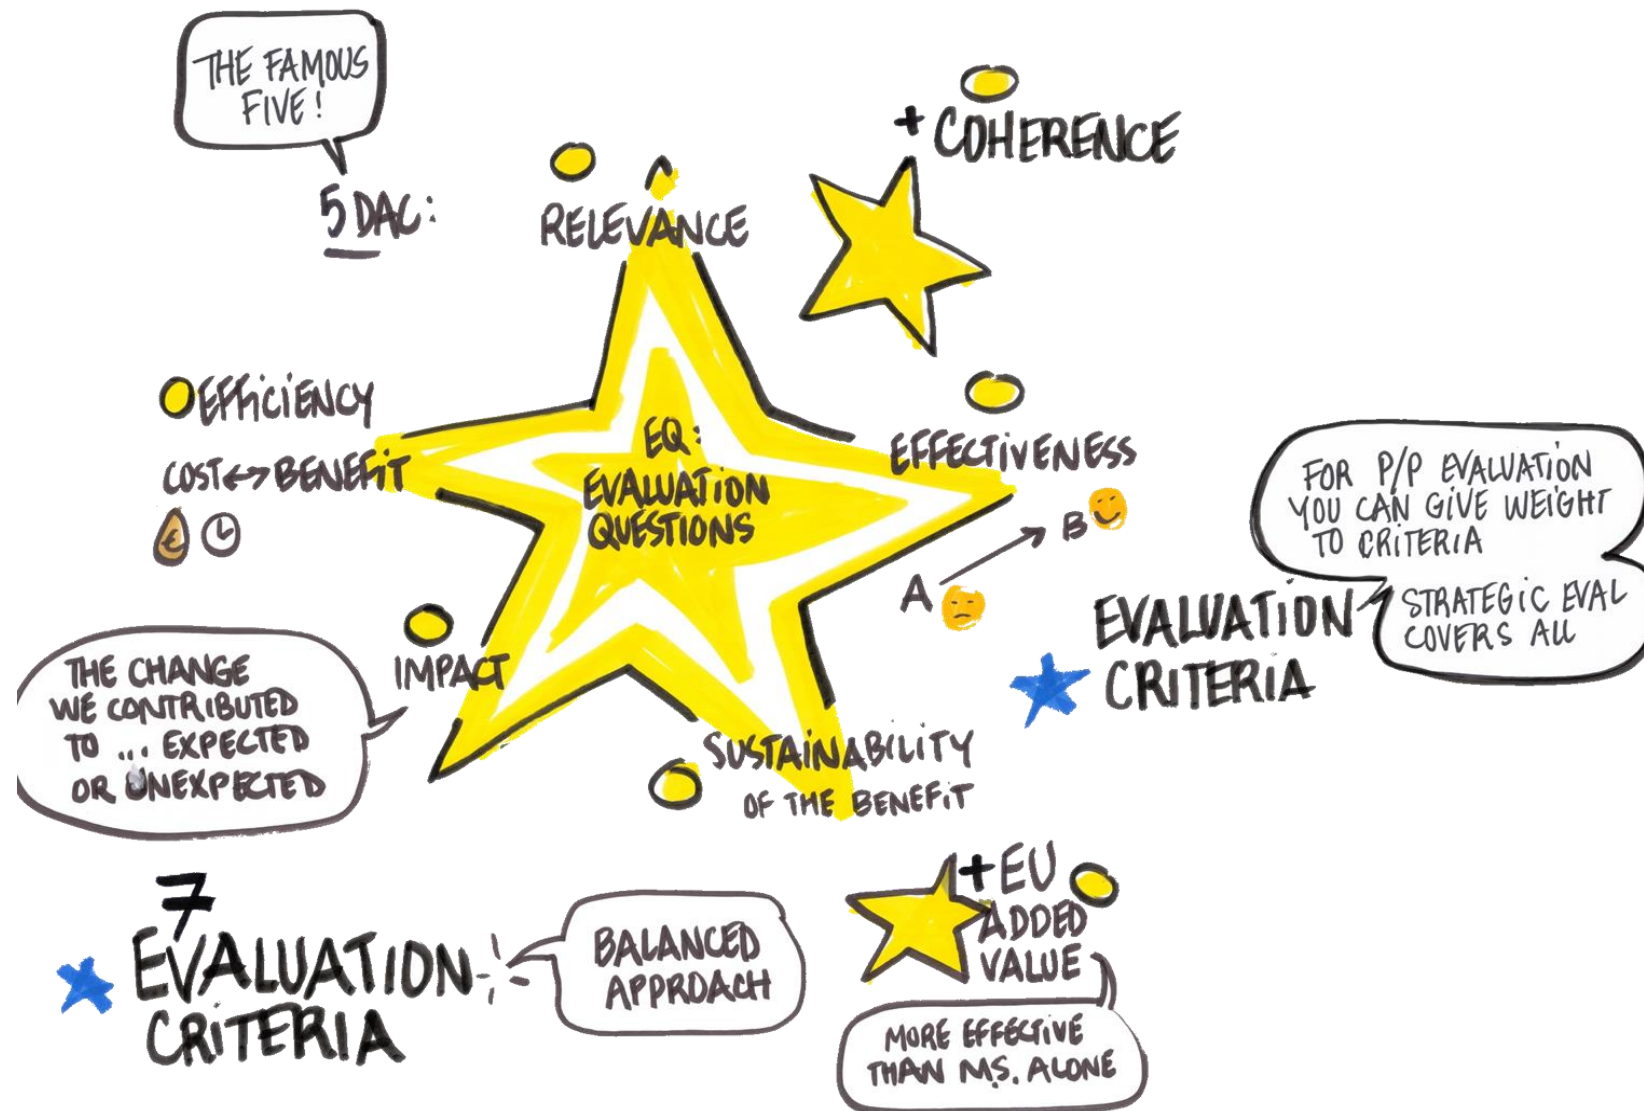 THE FAMOUS
FIVE!
5 DAC:
+ COHERENCE
RELEVANCE
EFFICIENCY
COST ↔ BENEFIT
€
EQ:
EVALUATION
QUESTIONS
EFFECTIVENESS
A → B
FOR P/P EVALUATION
YOU CAN GIVE WEIGHT
TO CRITERIA
STRATEGIC EVAL
COVERS ALL
EVALUATION
CRITERIA
IMPACT
THE CHANGE
WE CONTRIBUTED
TO ... EXPECTED
OR UNEXPECTED
SUSTAINABILITY
OF THE BENEFIT
7
EVALUATION
CRITERIA
BALANCED
APPROACH
+ EU
ADDED
VALUE
MORE EFFECTIVE
THAN M.S. ALONE